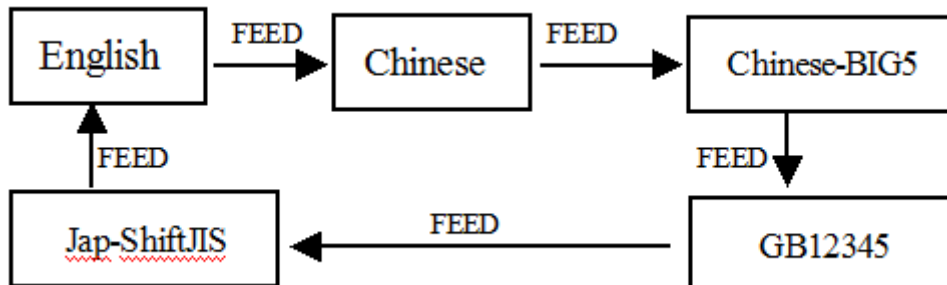 English
FEED
Chinese
FEED
Chinese-BIG5
FEED
FEED
Jap-ShiftJIS
FEED
GB12345